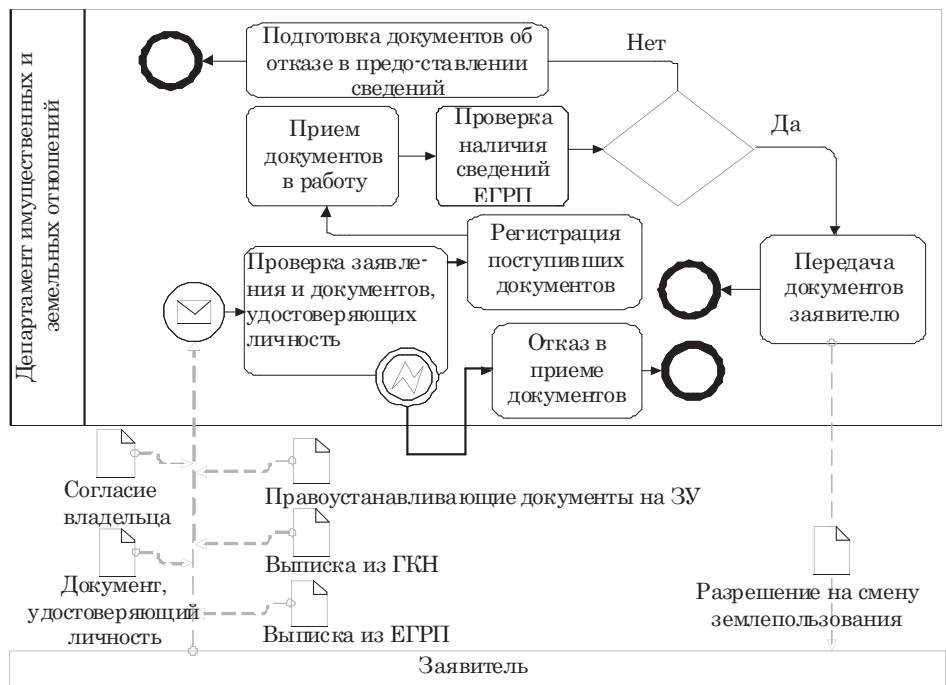 Департамент имущественных и
земельных отношений
Подготовка документов об
отказе в предо-ставлении
сведений
Нет
Прием
документов
в работу
Проверка
наличия
сведений
ЕГРП
Да
Регистрация
поступивших
документов
Проверка заявле-
ния и документов,
удостоверяющих
личность
Передача
документов
заявителю
Отказ в
приеме
документов
Согласие
владельца
Правоустанавливающие документы на ЗУ
Выписка из ГКН
Документ,
удостоверяющий
личность
Выписка из ЕГРП
Разрешение на смену
землепользования
Заявитель